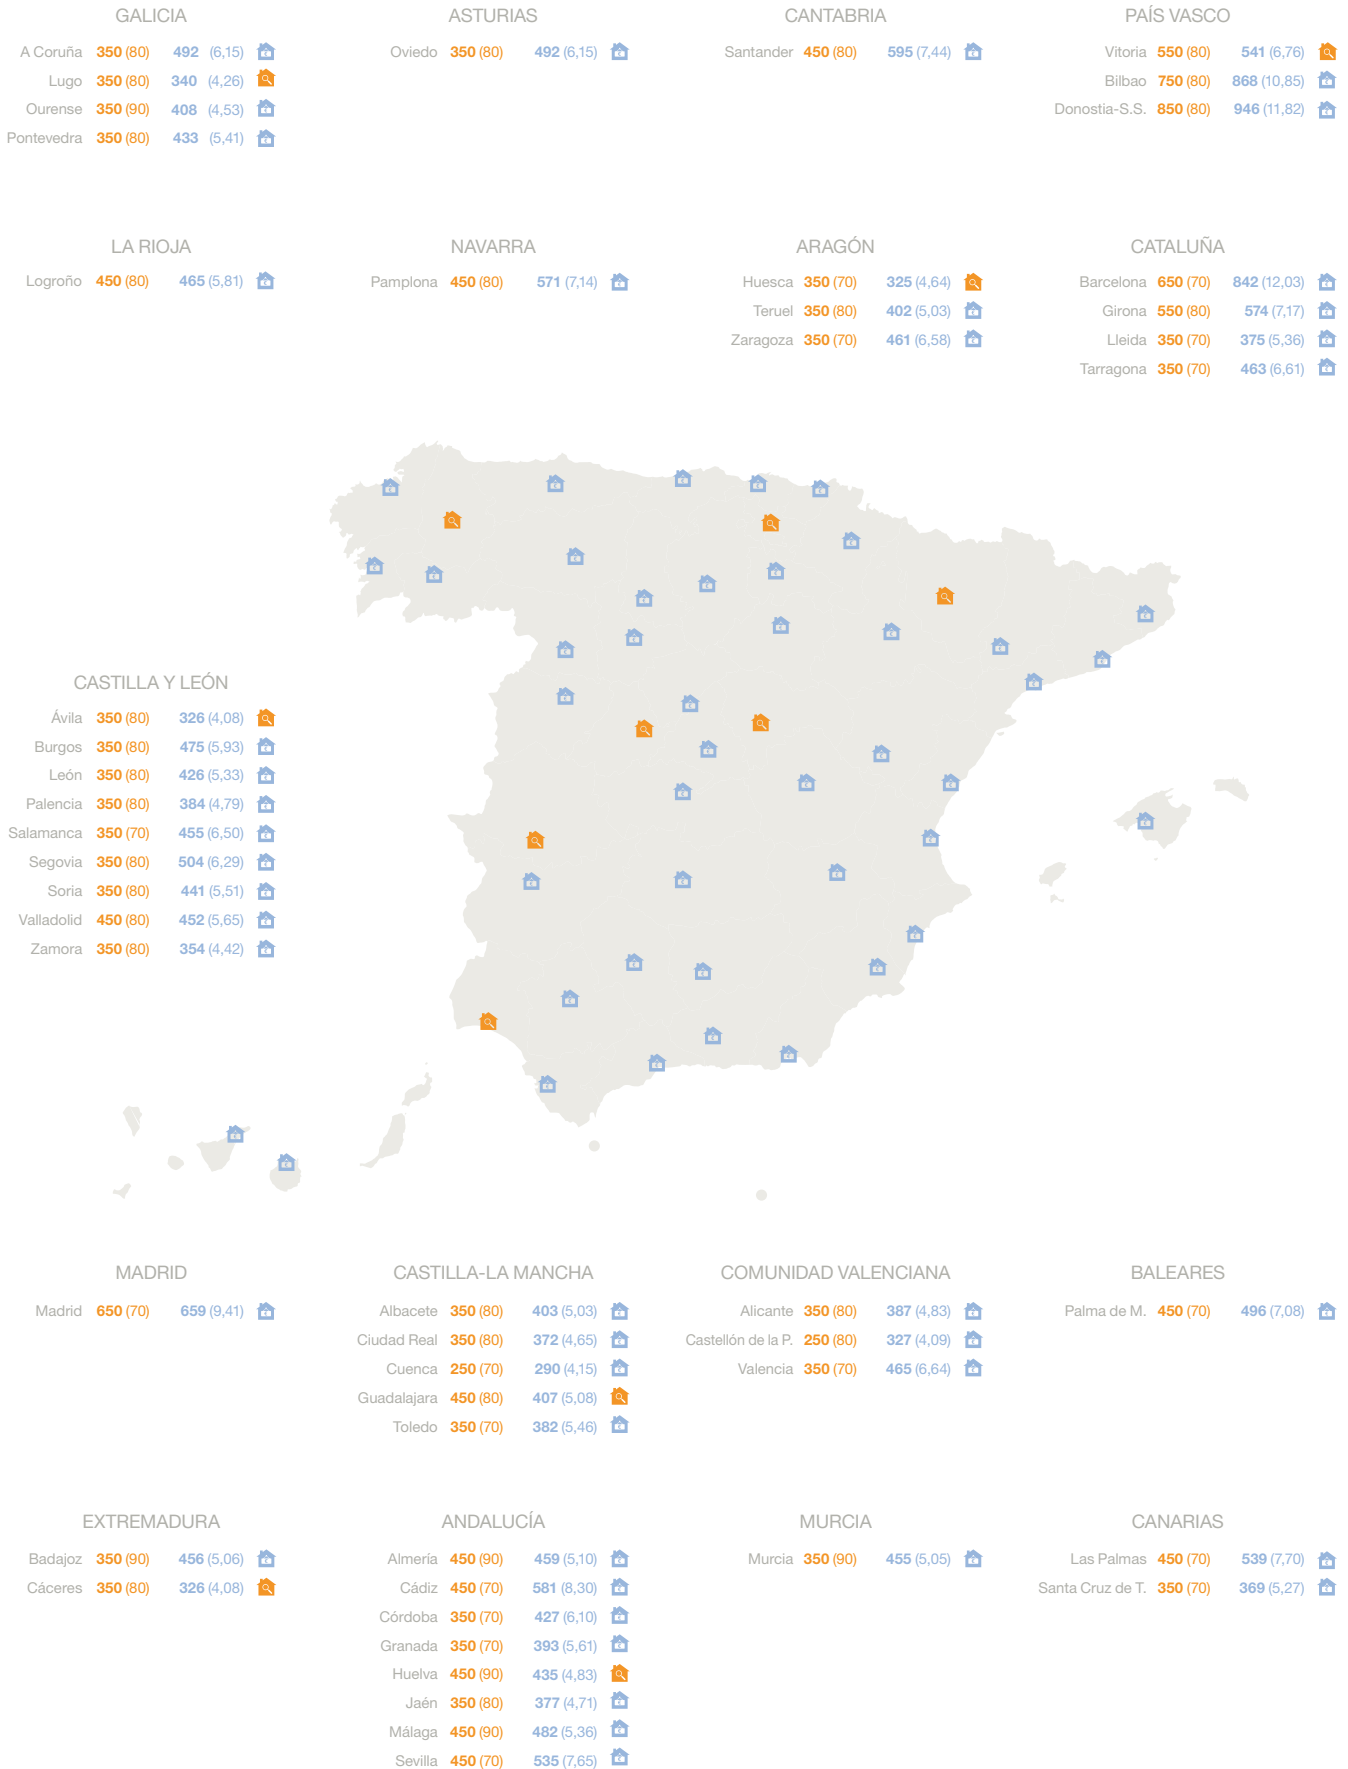 GALICIA
A Coruña 350 (80) 492 (6,15)
Lugo 350 (80) 340 (4,26)
Ourense 350 (90) 408 (4,53)
Pontevedra 350 (80) 433 (5,41)
ASTURIAS
Oviedo 350 (80) 492 (6,15)
CANTABRIA
Santander 450 (80) 595 (7,44)
PAÍS VASCO
Vitoria 550 (80) 541 (6,76)
Bilbao 750 (80) 868 (10,85)
Donostia-S.S. 850 (80) 946 (11,82)
LA RIOJA
Logroño 450 (80) 465 (5,81)
NAVARRA
Pamplona 450 (80) 571 (7,14)
ARAGÓN
Huesca 350 (70) 325 (4,64)
Teruel 350 (80) 402 (5,03)
Zaragoza 350 (70) 461 (6,58)
CATALUÑA
Barcelona 650 (70) 842 (12,03)
Girona 550 (80) 574 (7,17)
Lleida 350 (70) 375 (5,36)
Tarragona 350 (70) 463 (6,61)
CASTILLA Y LEÓN
Ávila 350 (80) 326 (4,08)
Burgos 350 (80) 475 (5,93)
León 350 (80) 426 (5,33)
Palencia 350 (80) 384 (4,79)
Salamanca 350 (70) 455 (6,50)
Segovia 350 (80) 504 (6,29)
Soria 350 (80) 441 (5,51)
Valladolid 450 (80) 452 (5,65)
Zamora 350 (80) 354 (4,42)
MADRID
Madrid 650 (70) 659 (9,41)
CASTILLA-LA MANCHA
Albacete 350 (80) 403 (5,03)
Ciudad Real 350 (80) 372 (4,65)
Cuenca 250 (70) 290 (4,15)
Guadalajara 450 (80) 407 (5,08)
Toledo 350 (70) 382 (5,46)
COMUNIDAD VALENCIANA
Alicante 350 (80) 387 (4,83)
Castellón de la P. 250 (80) 327 (4,09)
Valencia 350 (70) 465 (6,64)
BALEARES
Palma de M. 450 (70) 496 (7,08)
EXTREMADURA
Badajoz 350 (90) 456 (5,06)
Cáceres 350 (80) 326 (4,08)
ANDALUCÍA
Almería 450 (90) 459 (5,10)
Cádiz 450 (70) 581 (8,30)
Córdoba 350 (70) 427 (6,10)
Granada 350 (70) 393 (5,61)
Huelva 450 (90) 435 (4,83)
Jaén 350 (80) 377 (4,71)
Málaga 450 (90) 482 (5,36)
Sevilla 450 (70) 535 (7,65)
MURCIA
Murcia 350 (90) 455 (5,05)
CANARIAS
Las Palmas 450 (70) 539 (7,70)
Santa Cruz de T. 350 (70) 369 (5,27)